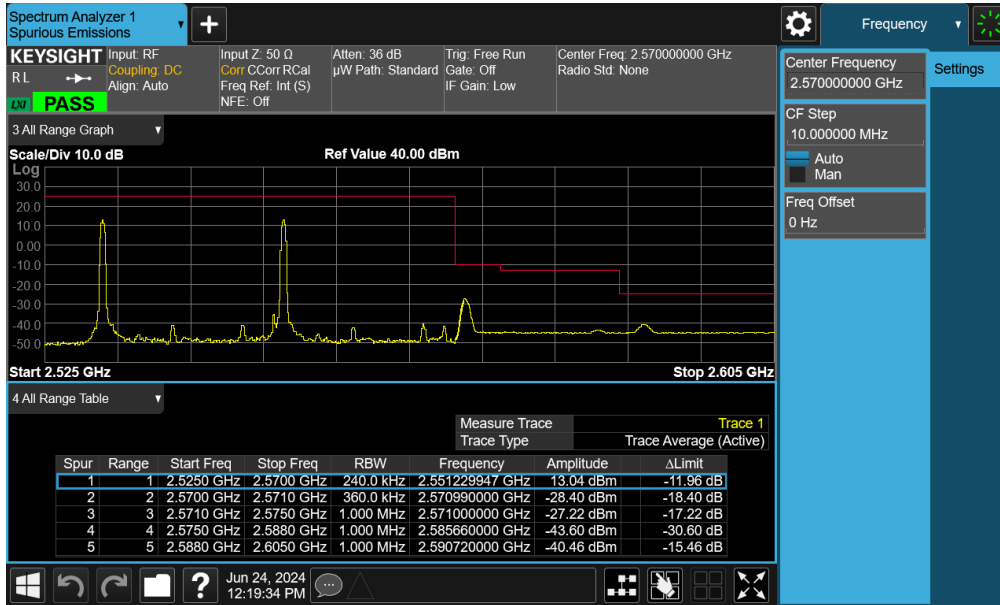 Spectrum Analyzer 1
Spurious Emissions
Frequency
KEYSIGHT
R L
LXI
PASS
Input: RF
Coupling: DC
Align: Auto
Input Z: 50 Ω
Corr CCorr RCal
Freq Ref: Int (S)
NFE: Off
Atten: 36 dB
µW Path: Standard
Trig: Free Run
Gate: Off
IF Gain: Low
Center Freq: 2.570000000 GHz
Radio Std: None
Center Frequency
2.570000000 GHz
Settings
CF Step
10.000000 MHz
Auto
Man
Freq Offset
0 Hz
3 All Range Graph
Scale/Div 10.0 dB
Ref Value 40.00 dBm
Log
30.0
20.0
10.0
0.00
-10.0
-20.0
-30.0
-40.0
-50.0
Start 2.525 GHz
Stop 2.605 GHz
4 All Range Table
Measure Trace Trace 1
Trace Type Trace Average (Active)
Spur Range Start Freq Stop Freq RBW Frequency Amplitude ΔLimit
1 1 2.5250 GHz 2.5700 GHz 240.0 kHz 2.551229947 GHz 13.04 dBm -11.96 dB
2 2 2.5700 GHz 2.5710 GHz 360.0 kHz 2.570990000 GHz -28.40 dBm -18.40 dB
3 3 2.5710 GHz 2.5750 GHz 1.000 MHz 2.571000000 GHz -27.22 dBm -17.22 dB
4 4 2.5750 GHz 2.5880 GHz 1.000 MHz 2.585660000 GHz -43.60 dBm -30.60 dB
5 5 2.5880 GHz 2.6050 GHz 1.000 MHz 2.590720000 GHz -40.46 dBm -15.46 dB
?
Jun 24, 2024
12:19:34 PM